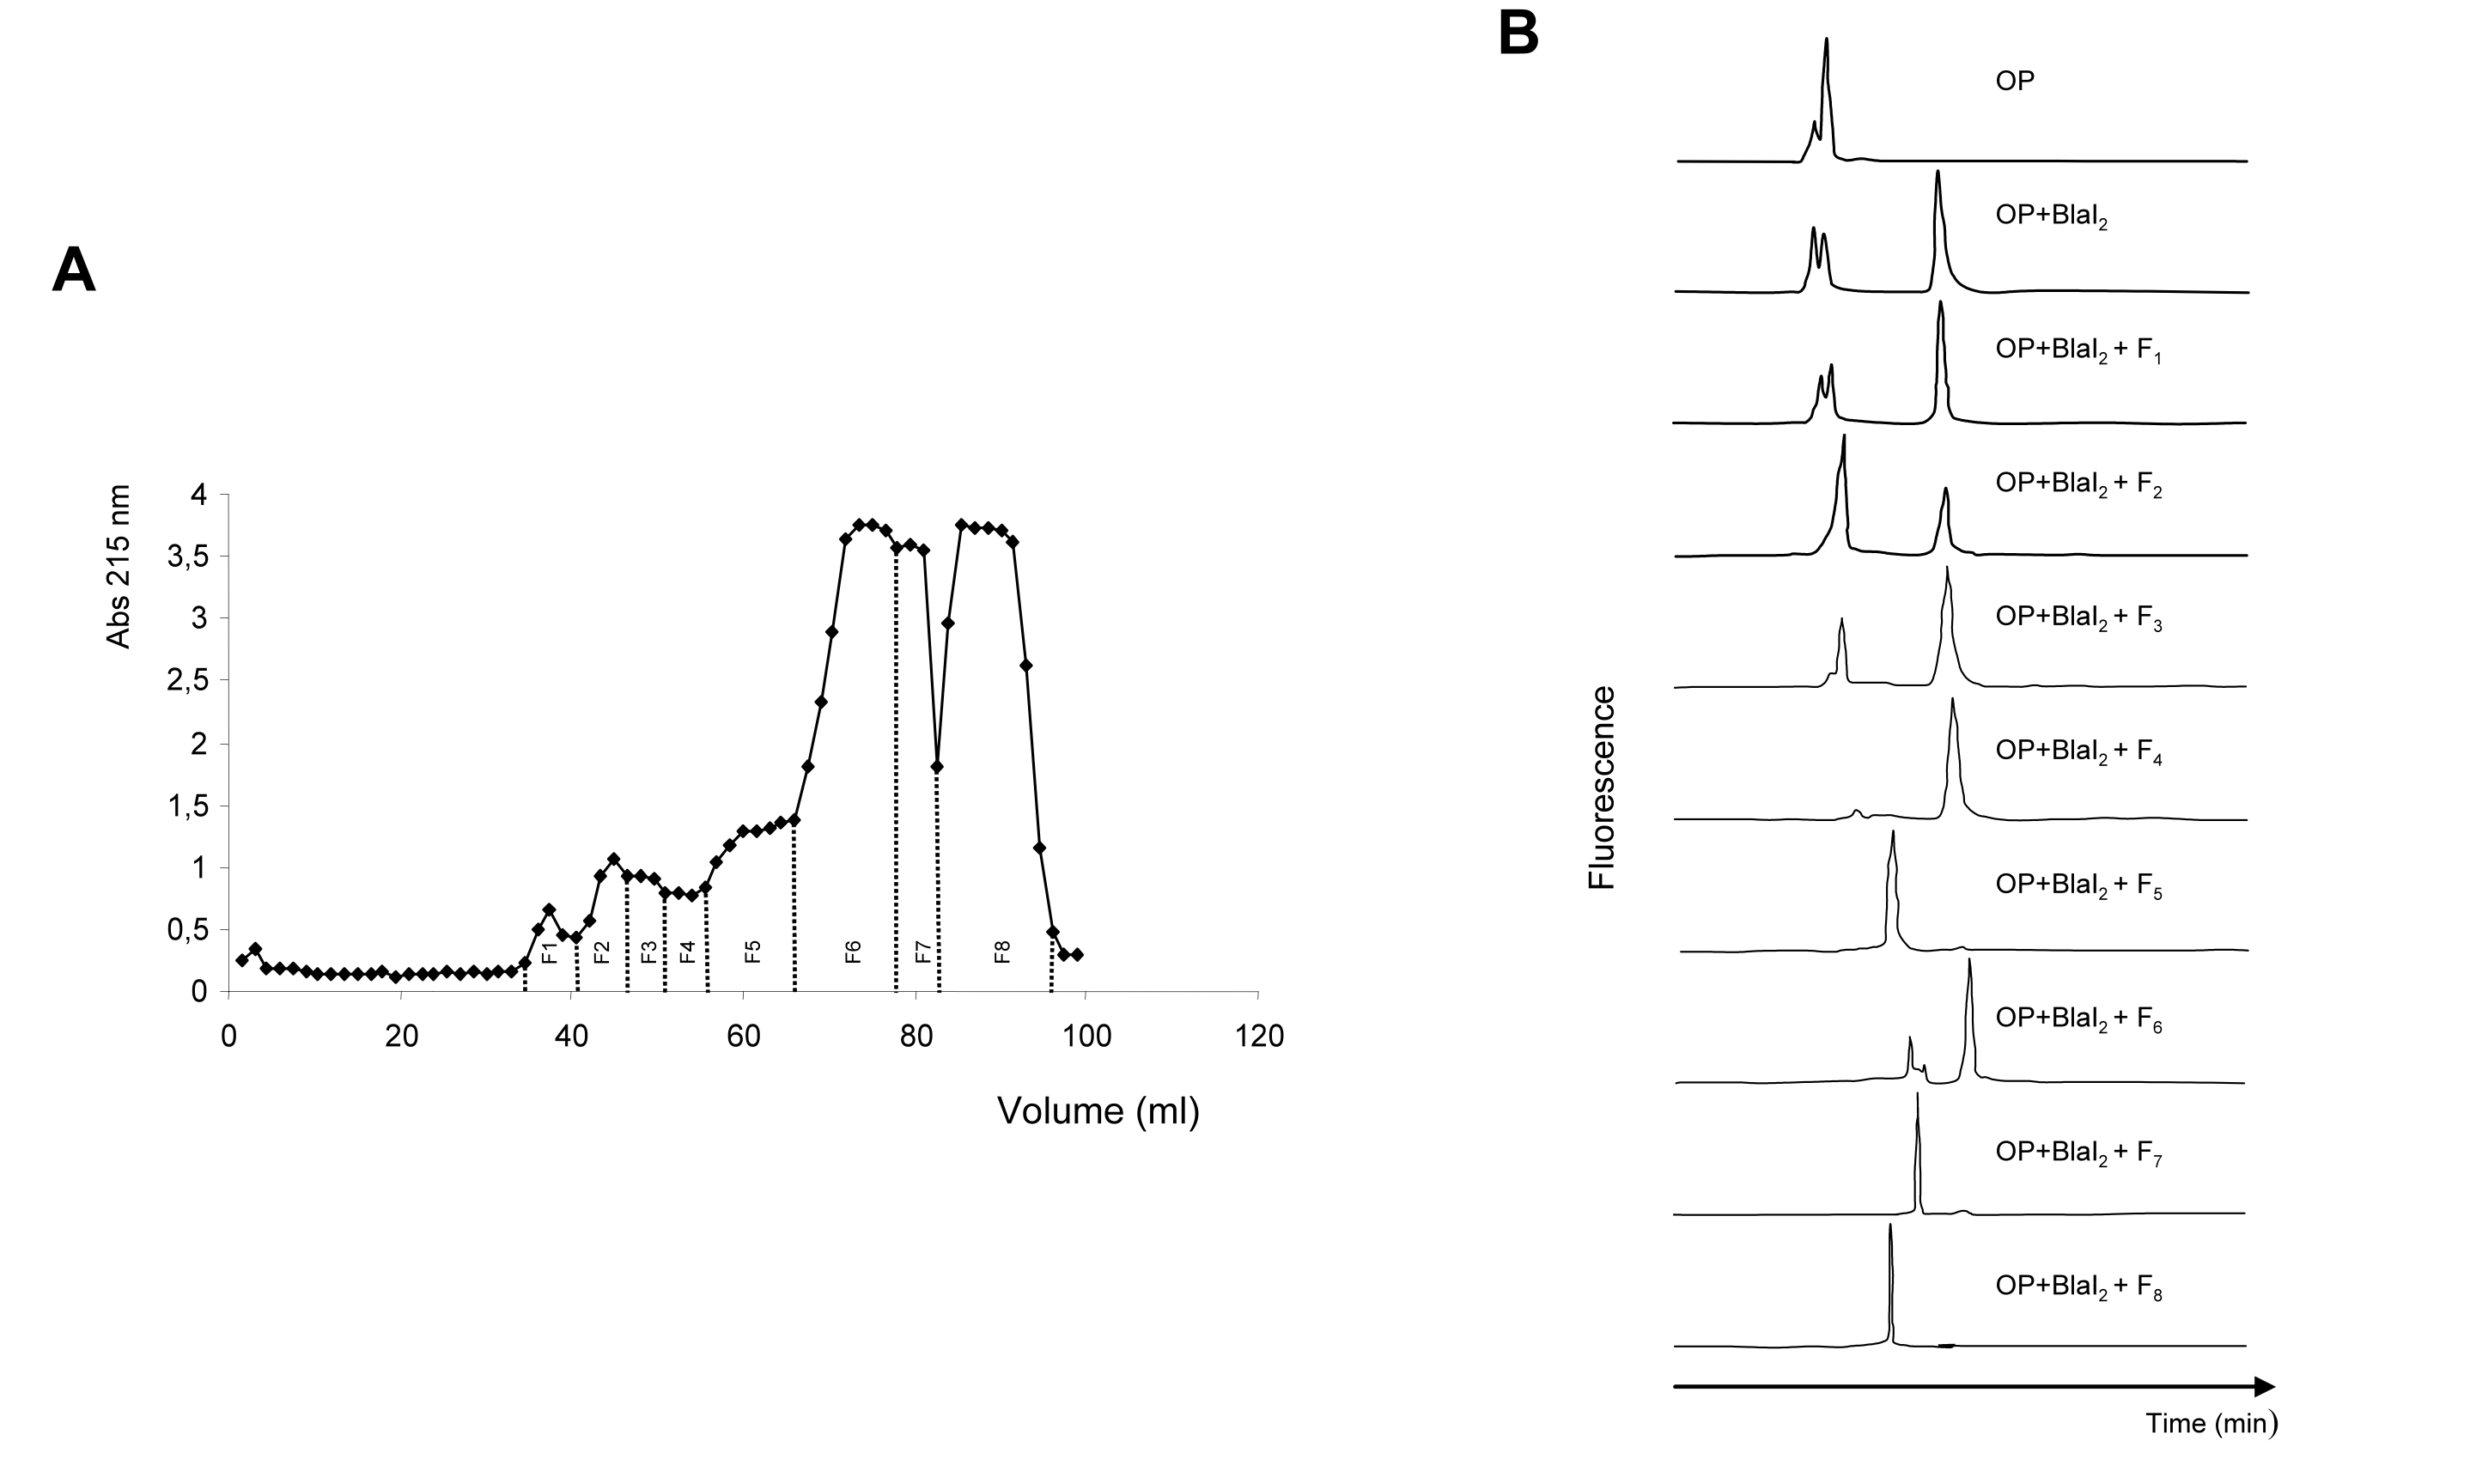 A
Abs 215 nm
4
3,5
3
2,5
2
1,5
1
0,5
0
F1
F2
F3
F4
F5
F6
F7
F8
0
20
40
60
80
100
120
Volume (ml)
B
Fluorescence
OP
OP+BlaI2
OP+BlaI2 + F1
OP+BlaI2 + F2
OP+BlaI2 + F3
OP+BlaI2 + F4
OP+BlaI2 + F5
OP+BlaI2 + F6
OP+BlaI2 + F7
OP+BlaI2 + F8
Time (min)